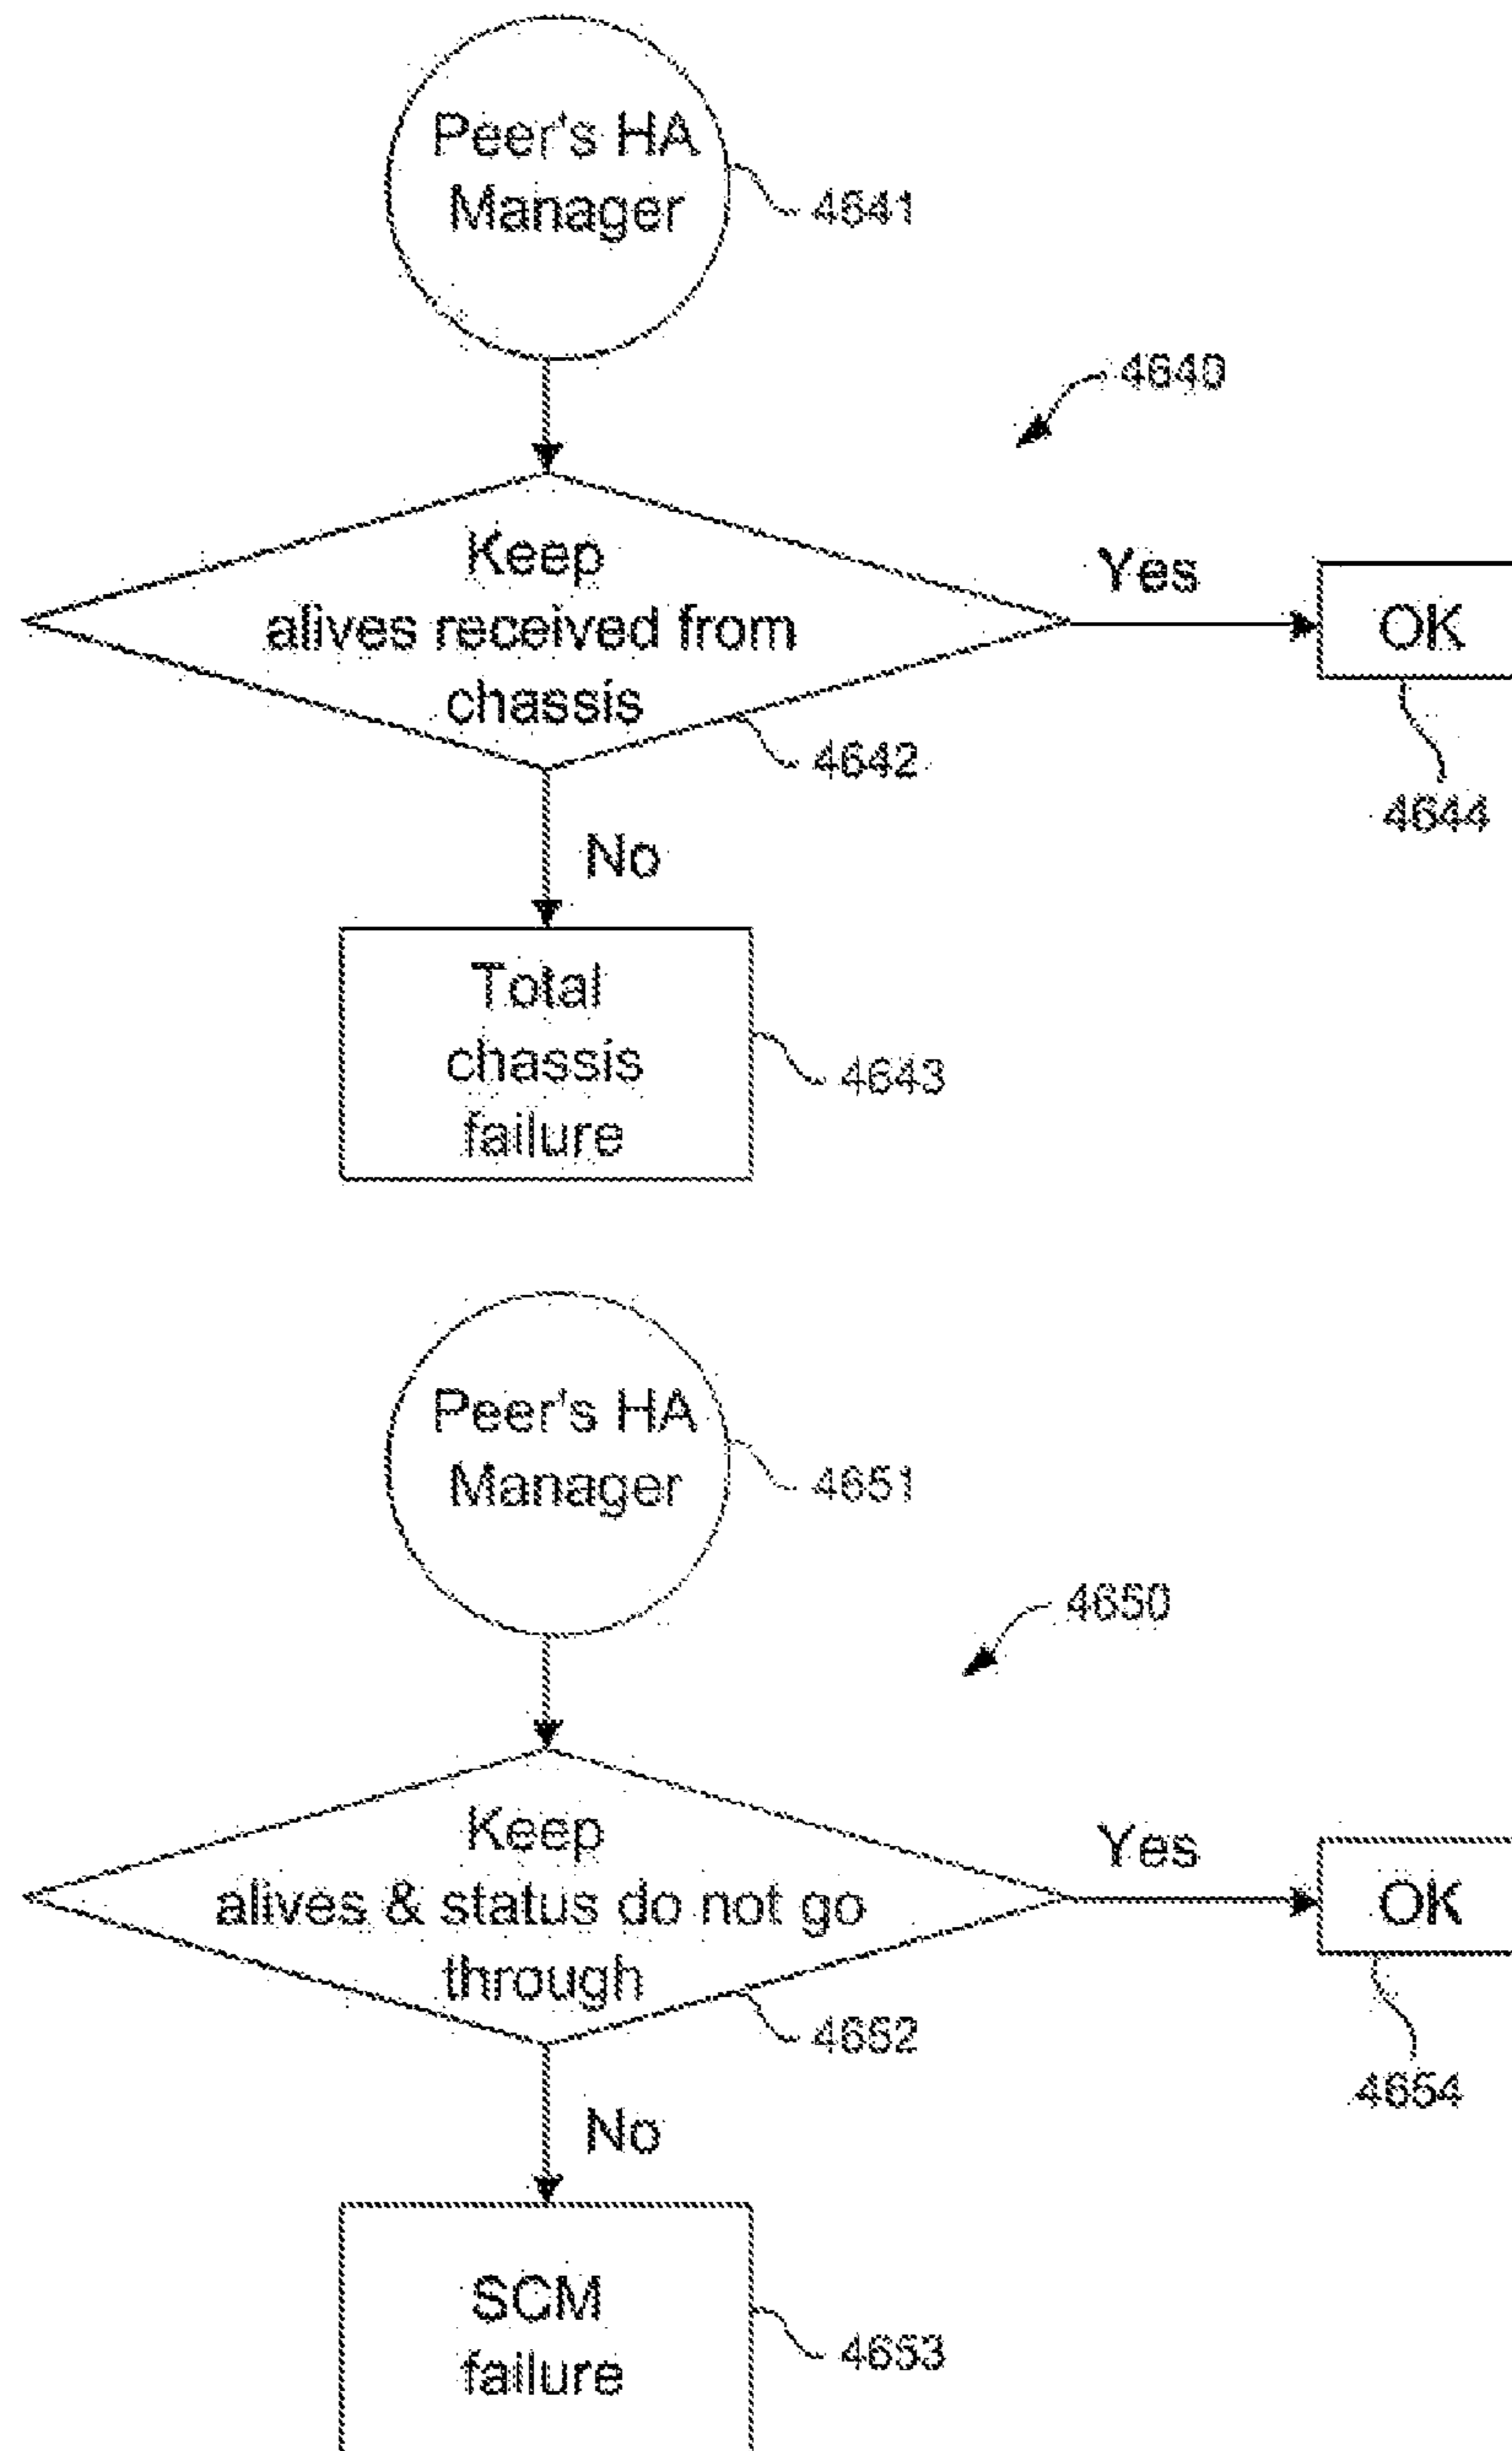 Peer's HA
Manager
4641
4640
Keep
alives received from
chassis
Yes
OK
4642
4644
No
Total
chassis
failure
4643
Peer's HA
Manager
4651
4650
Keep
alives & status do not go
through
Yes
OK
4652
4654
No
SCM
failure
4653